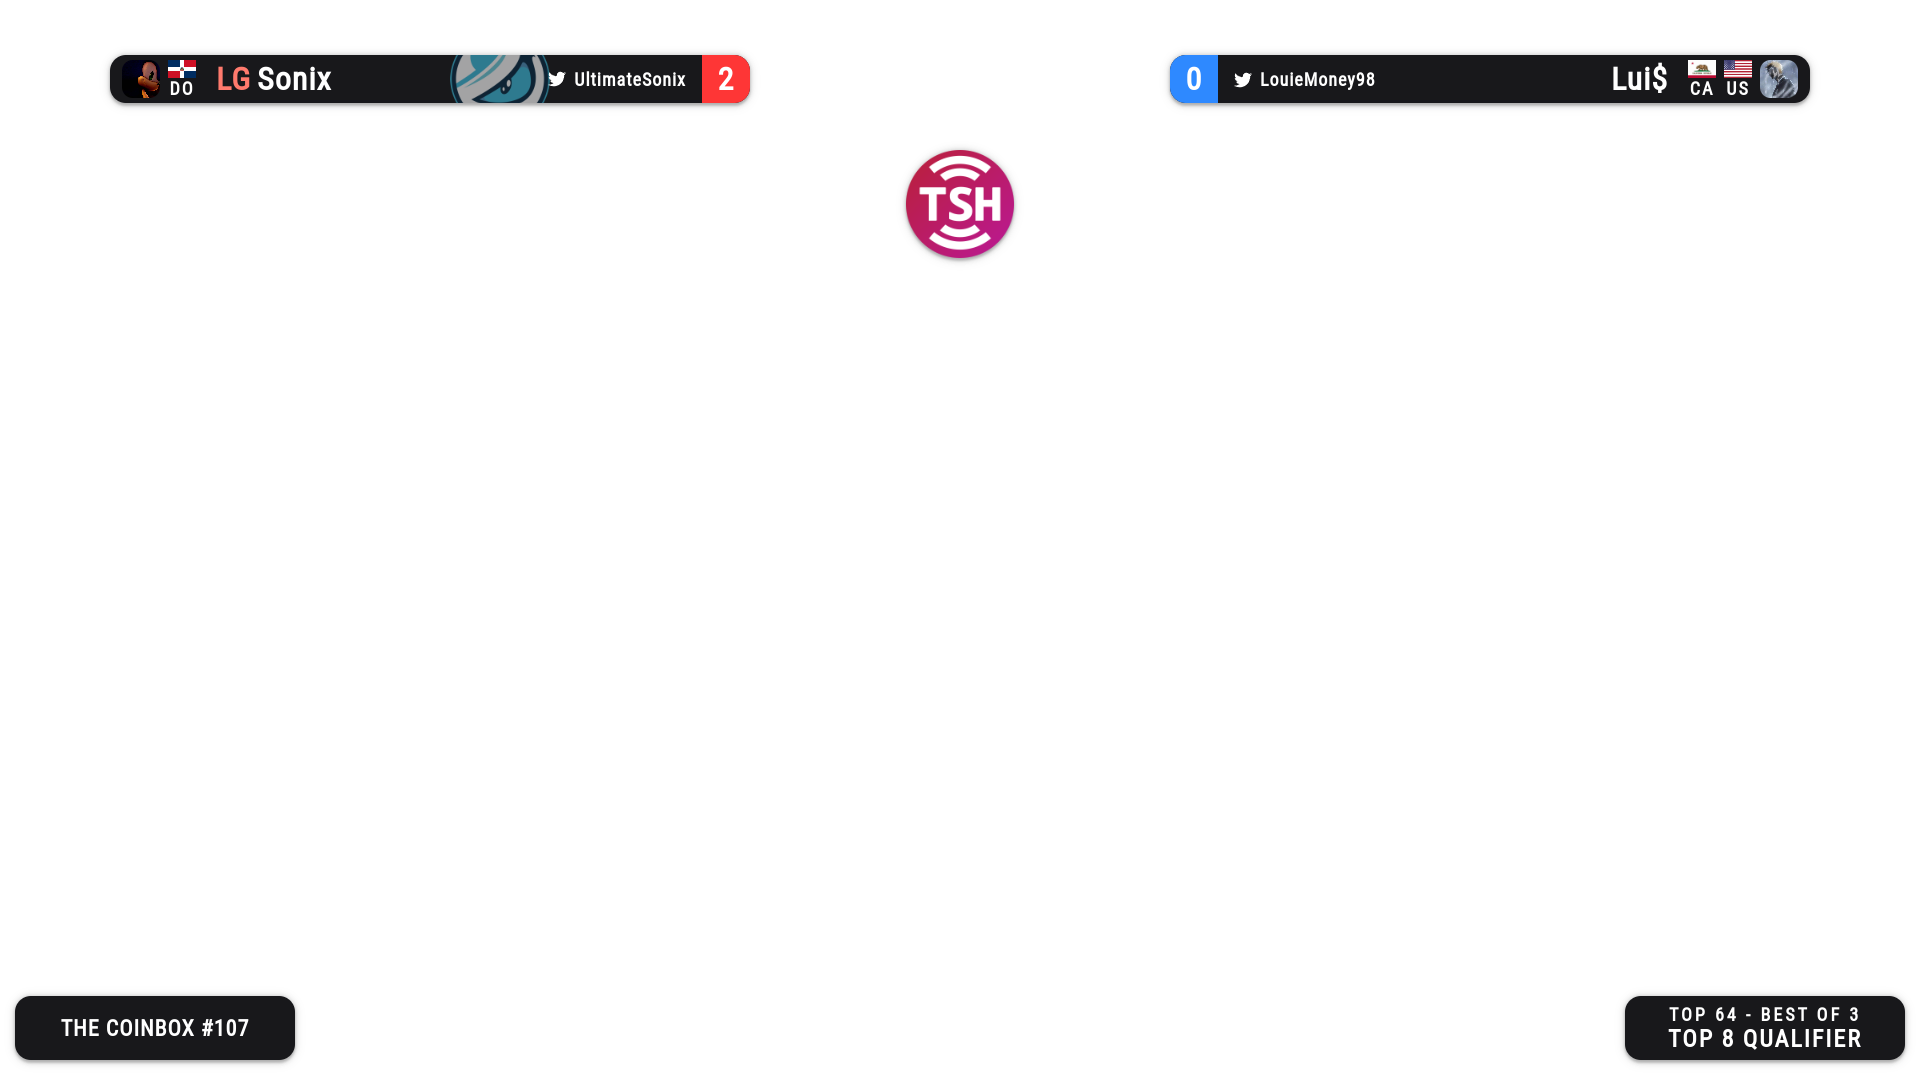 DO LG Sonix UltimateSonix 2
0 LouieMoney98 Lui$ CA US
TSH
THE COINBOX #107
TOP 64 - BEST OF 3
TOP 8 QUALIFIER